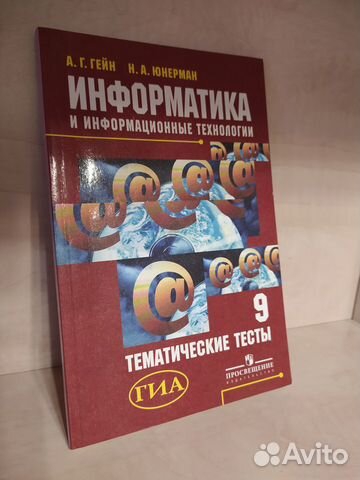 А. Г. ГЕЙН Н. А. ЮНЕРМАН
ИНФОРМАТИКА
И ИНФОРМАЦИОННЫЕ ТЕХНОЛОГИИ
@ @ @ @
@ @ @ @
9
ТЕМАТИЧЕСКИЕ ТЕСТЫ
ГИА
ПРОСВЕЩЕНИЕ
ИЗДАТЕЛЬСТВО
Avito